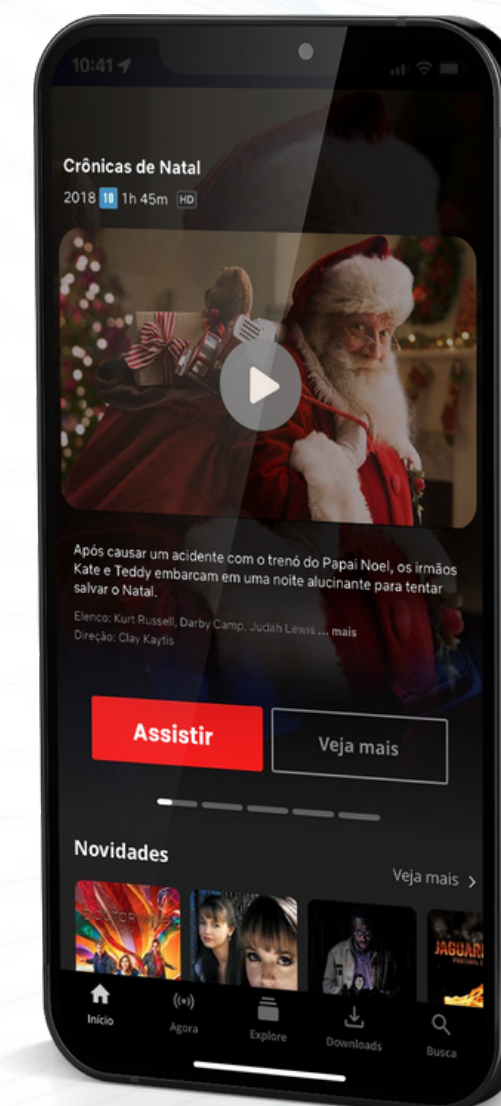 10:41
Crônicas de Natal
2018 10 1h 45m HD
Após causar um acidente com o trenó do Papai Noel, os irmãos
Kate e Teddy embarcam em uma noite alucinante para tentar
salvar o Natal.
Elenco: Kurt Russell, Darby Camp, Judah Lewis ... mais
Direção: Clay Kaytis
Assistir
Veja mais
Novidades
Veja mais >
JAGUAR
Início
Agora
Explore
Downloads
Busca